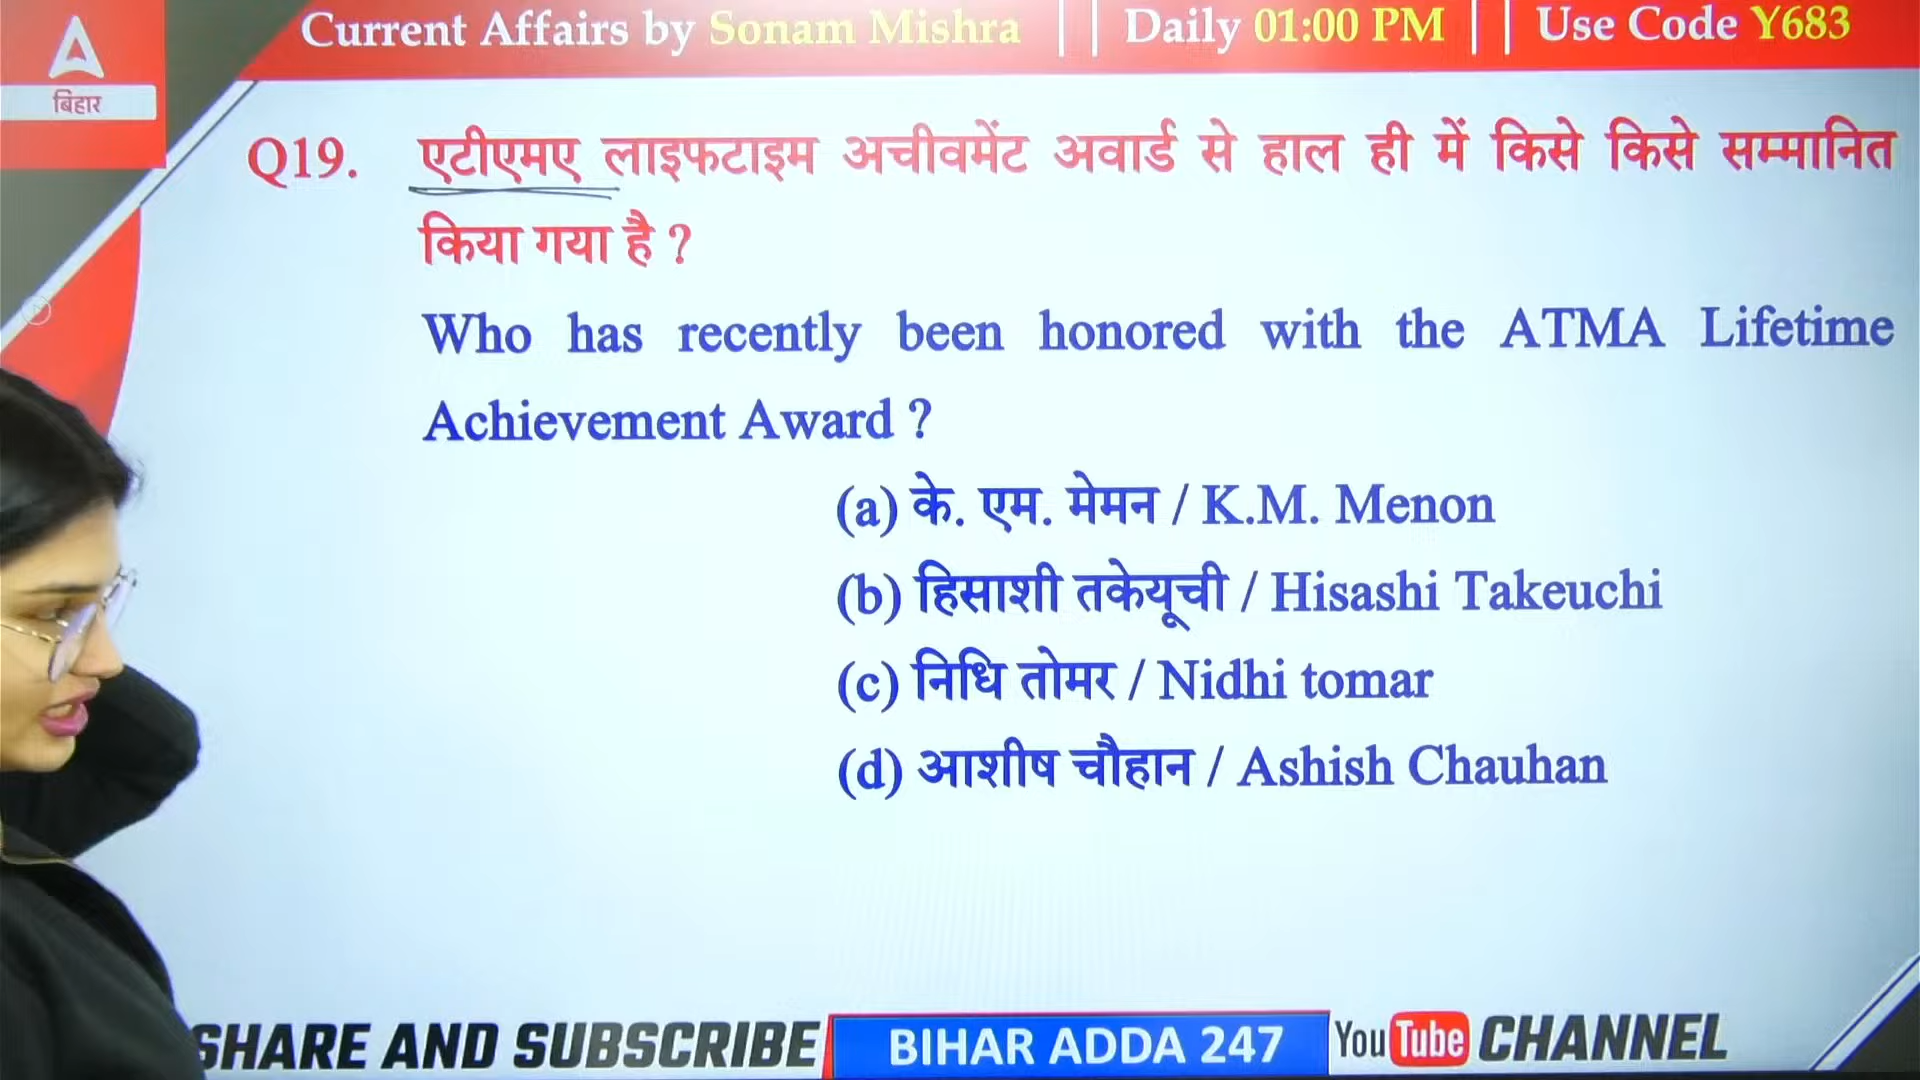 Current Affairs by Sonam Mishra || Daily 01:00 PM || Use Code Y683
बिहार
Q19. एटीएमए लाइफटाइम अचीवमेंट अवार्ड से हाल ही में किसे किसे सम्मानित
किया गया है ?
Who has recently been honored with the ATMA Lifetime
Achievement Award ?
(a) के. एम. मेमन / K.M. Menon
(b) हिसाशी तकेयूची / Hisashi Takeuchi
(c) निधि तोमर / Nidhi tomar
(d) आशीष चौहान / Ashish Chauhan
SHARE AND SUBSCRIBE BIHAR ADDA 247 YouTube CHANNEL